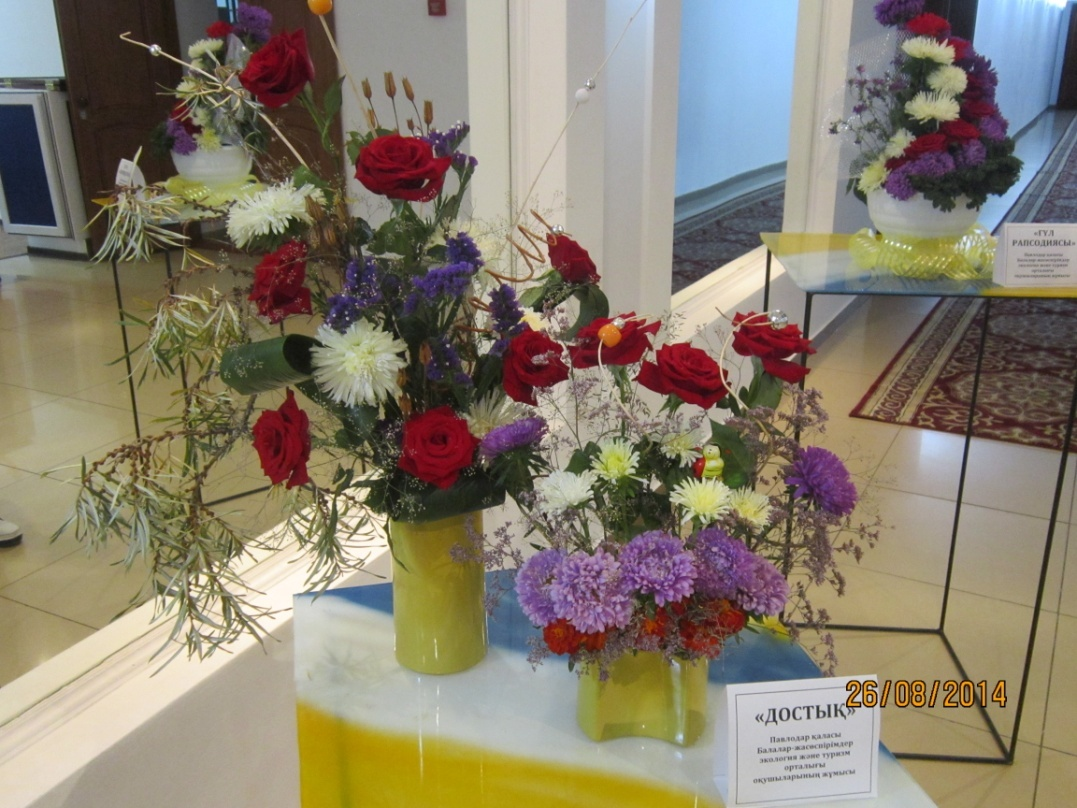 «ГҮЛ
РАПСОДИЯСЫ»
26/08/2014
«ДОСТЫҚ»
Павлодар қаласы
Балалар-жасөспірімдер
экология және туризм
орталығы
оқушыларының жұмысы